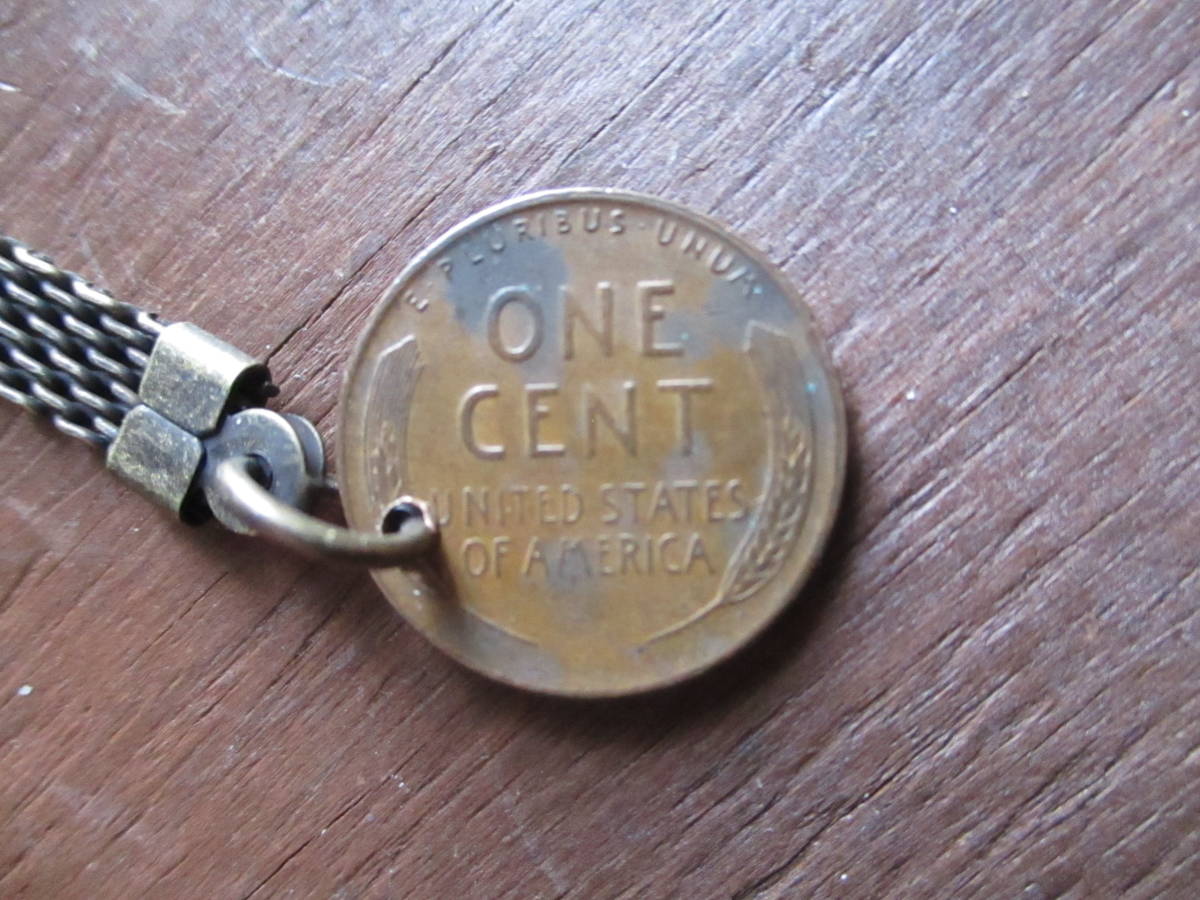 E PLURIBUS · UNUM
ONE
CENT
UNITED STATES
OF AMERICA